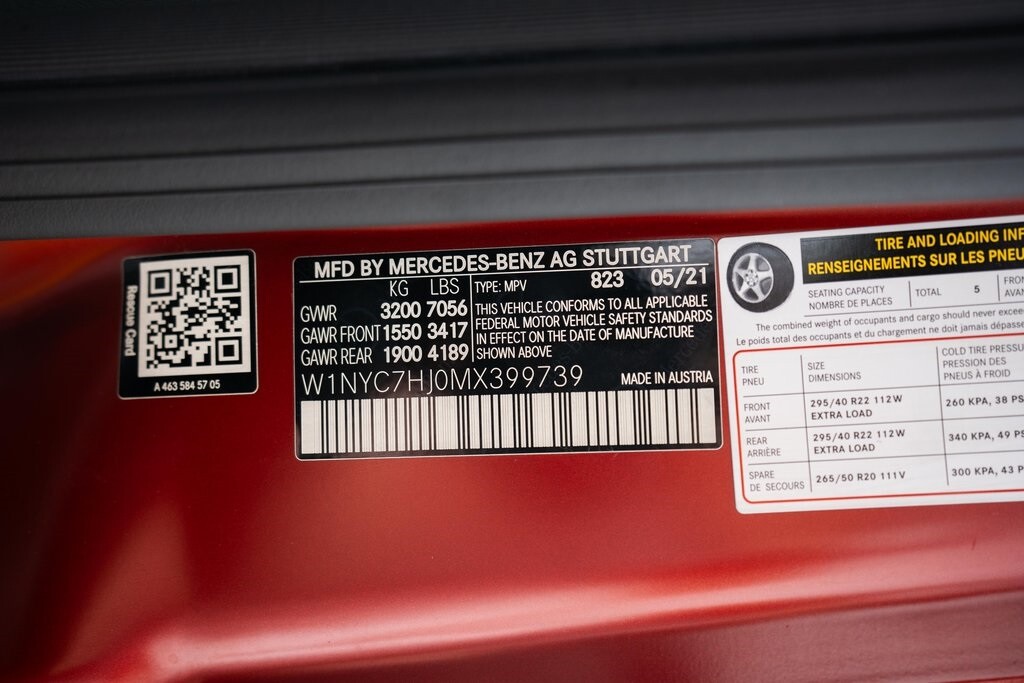 Rescue Card
A 463 584 57 05
MFD BY MERCEDES-BENZ AG STUTTGART
KG LBS
GVWR 3200 7056
GAWR FRONT 1550 3417
GAWR REAR 1900 4189
TYPE: MPV 823 05/21
THIS VEHICLE CONFORMS TO ALL APPLICABLE
FEDERAL MOTOR VEHICLE SAFETY STANDARDS
IN EFFECT ON THE DATE OF MANUFACTURE
SHOWN ABOVE
W1NYC7HJ0MX399739 MADE IN AUSTRIA
TIRE AND LOADING INF
RENSEIGNEMENTS SUR LES PNEU
SEATING CAPACITY
NOMBRE DE PLACES
TOTAL 5
FRON
AVAN
The combined weight of occupants and cargo should never excee
Le poids total des occupants et du chargement ne doit jamais dépasse
TIRE
PNEU
SIZE
DIMENSIONS
COLD TIRE PRESSU
PRESSION DES
PNEUS À FROID
FRONT
AVANT
295/40 R22 112W
EXTRA LOAD
260 KPA, 38 PS
REAR
ARRIÈRE
295/40 R22 112W
EXTRA LOAD
340 KPA, 49 PS
SPARE
DE SECOURS
265/50 R20 111V
300 KPA, 43 P